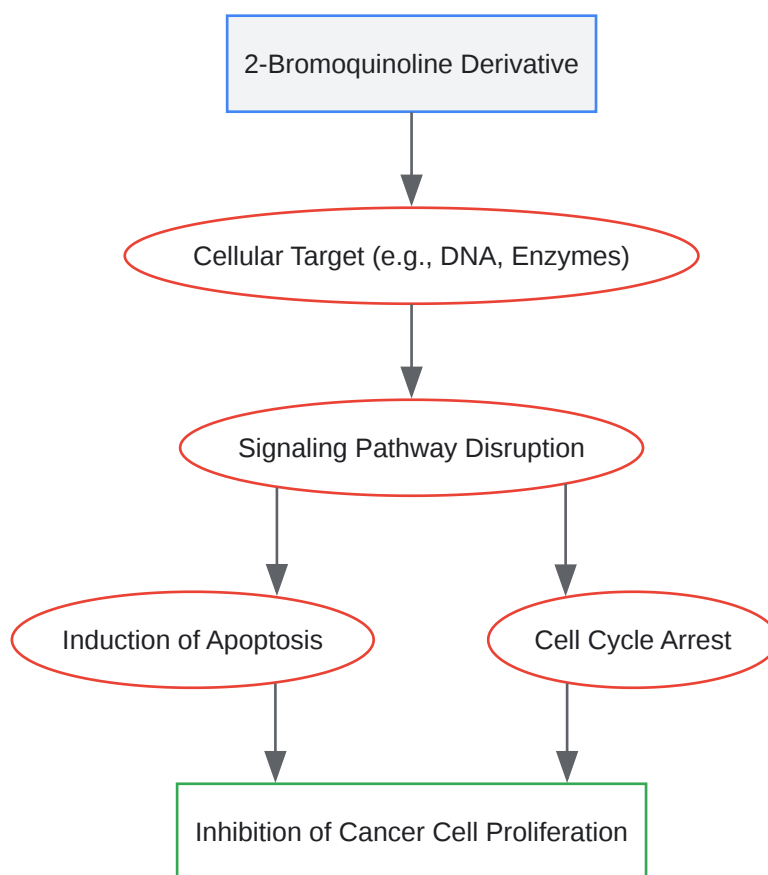 2-Bromoquinoline Derivative
Cellular Target (e.g., DNA, Enzymes)
Signaling Pathway Disruption
Induction of Apoptosis
Cell Cycle Arrest
Inhibition of Cancer Cell Proliferation